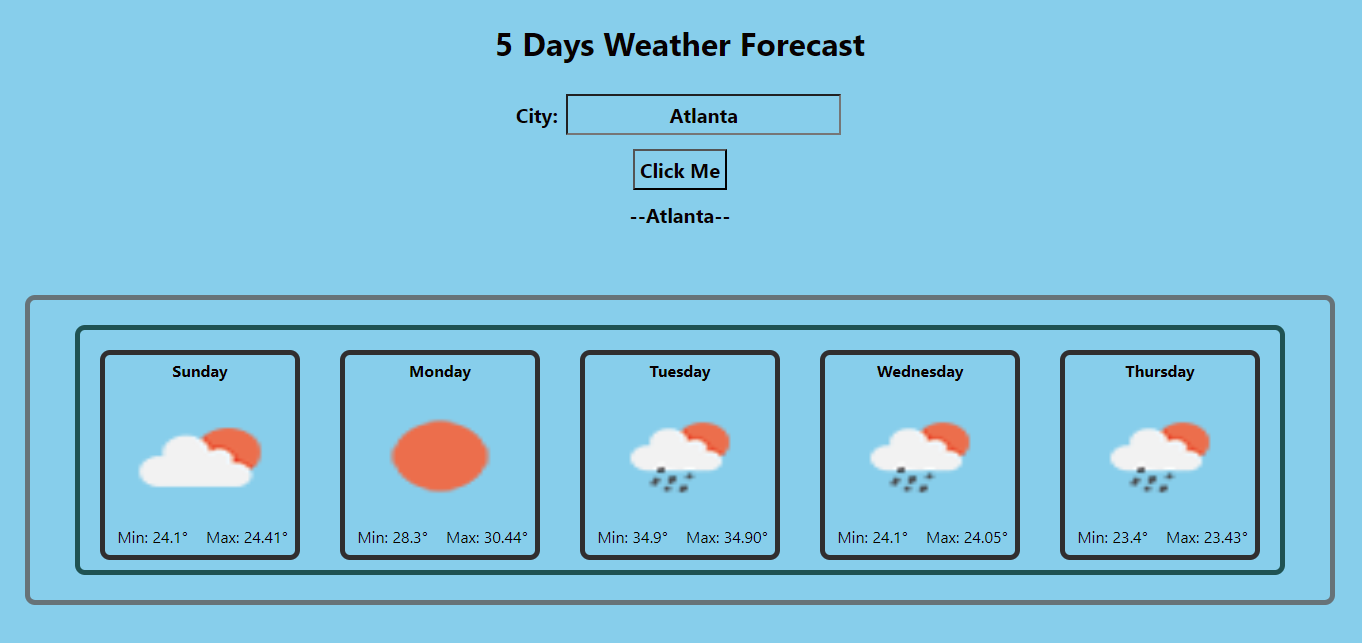 5 Days Weather Forecast
City: Atlanta
Click Me
--Atlanta--
Sunday
Min: 24.1° Max: 24.41°
Monday
Min: 28.3° Max: 30.44°
Tuesday
Min: 34.9° Max: 34.90°
Wednesday
Min: 24.1° Max: 24.05°
Thursday
Min: 23.4° Max: 23.43°